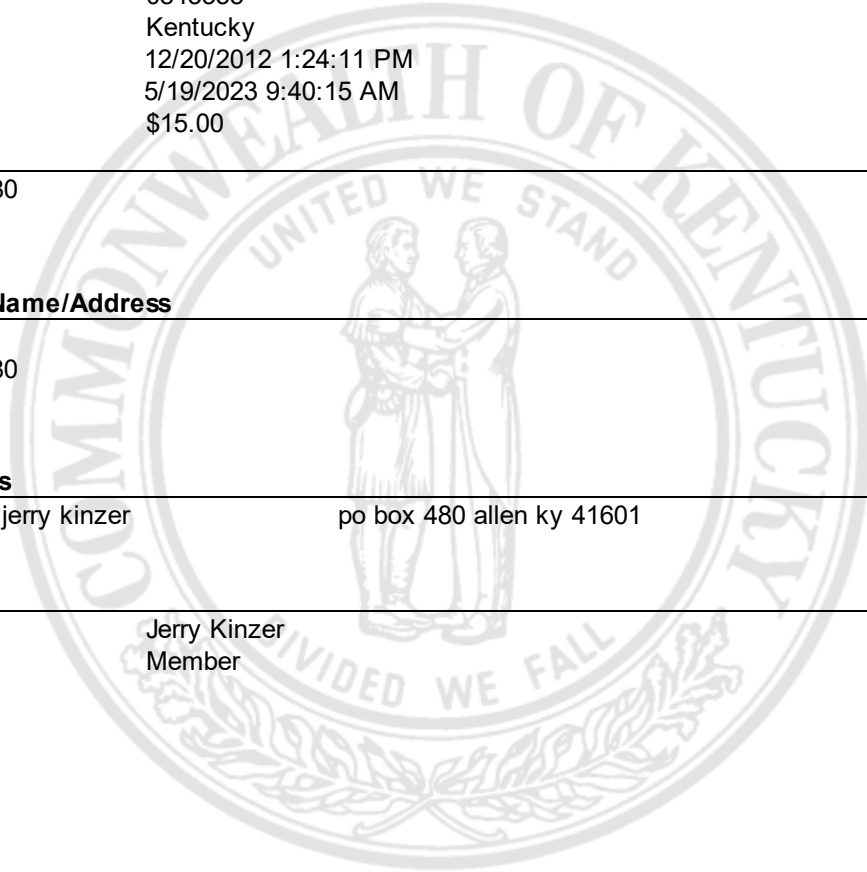 Kentucky
12/20/2012 1:24:11 PM
5/19/2023 9:40:15 AM
$15.00
COMMONWEALTH OF KENTUCKY
UNITED WE STAND
Name/Address
s
jerry kinzer po box 480 allen ky 41601
Jerry Kinzer
Member
DIVIDED WE FALL